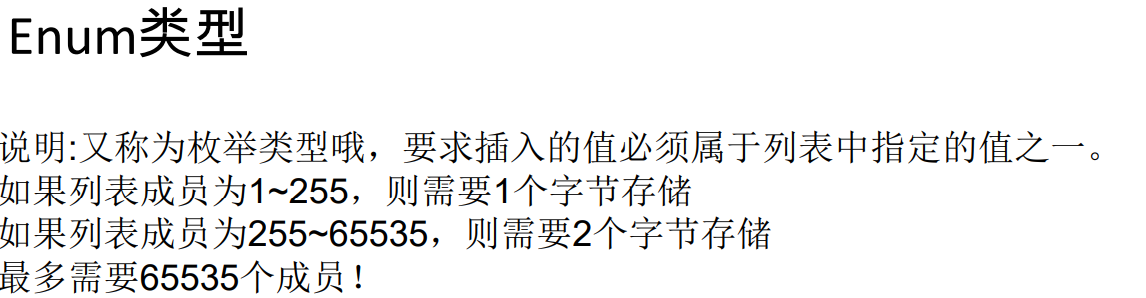 Enum类型
说明:又称为枚举类型哦，要求插入的值必须属于列表中指定的值之一。
如果列表成员为1~255，则需要1个字节存储
如果列表成员为255~65535，则需要2个字节存储
最多需要65535个成员！